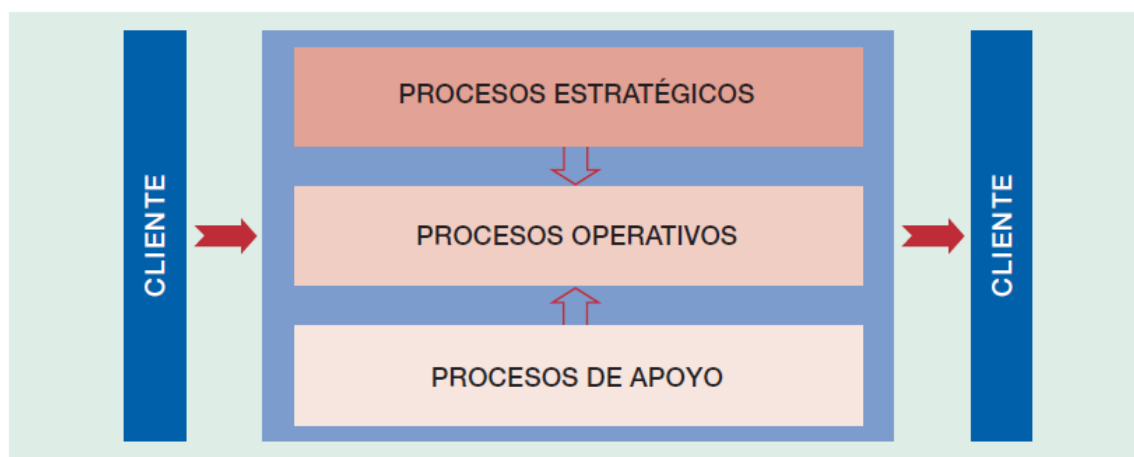 CLIENTE
PROCESOS ESTRATÉGICOS
PROCESOS OPERATIVOS
PROCESOS DE APOYO
CLIENTE